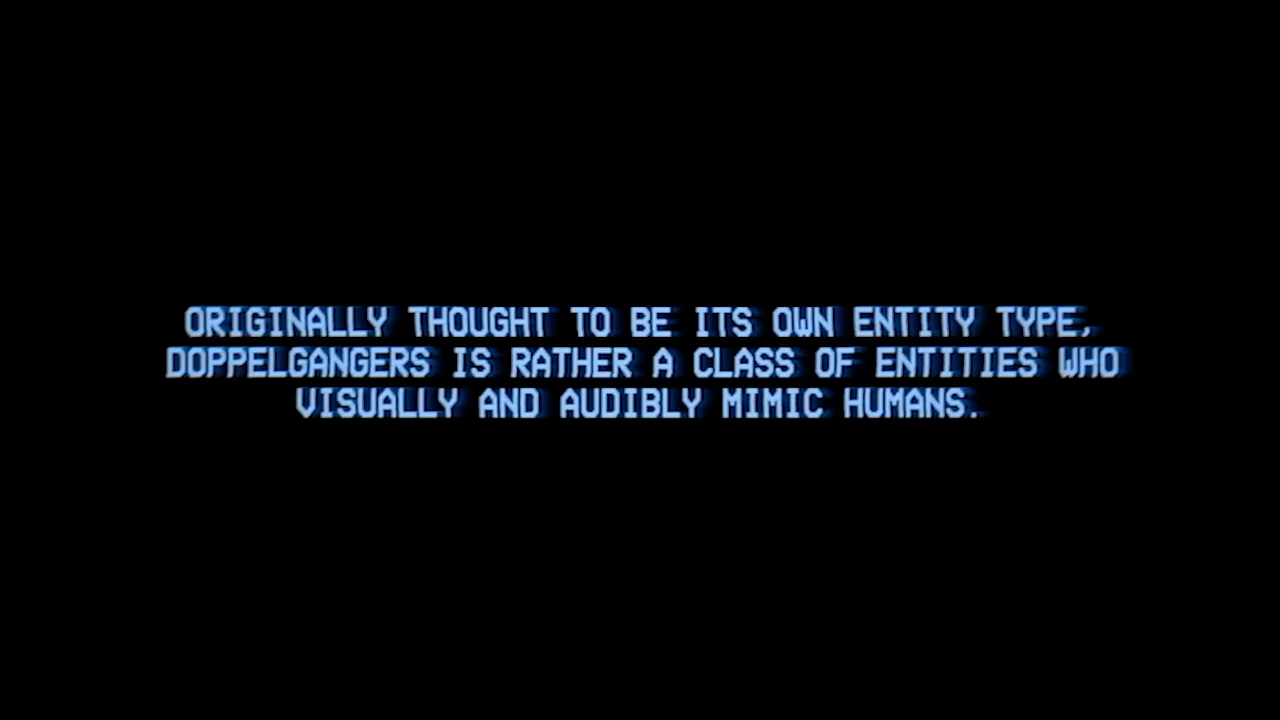 ORIGINALLY THOUGHT TO BE ITS OWN ENTITY TYPE,
DOPPELGANGERS IS RATHER A CLASS OF ENTITIES WHO
VISUALLY AND AUDIBLY MIMIC HUMANS.